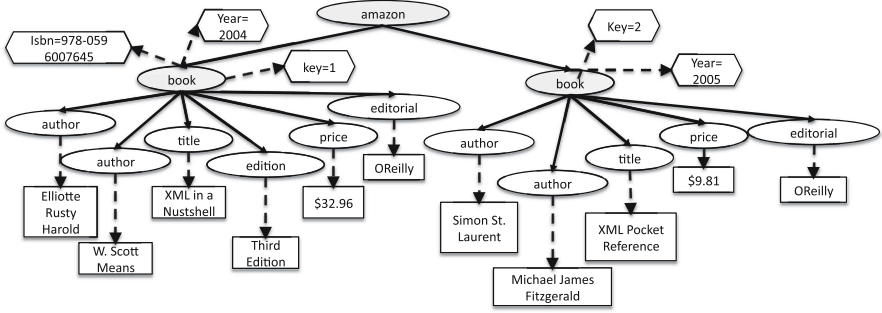 amazon
Year=
2004
Isbn=978-059
6007645
key=1
book
Key=2
Year=
2005
book
author
author
title
edition
price
editorial
Elliotte
Rusty
Harold
W. Scott
Means
XML in a
Nustshell
Third
Edition
$32.96
OReilly
author
author
title
price
editorial
Simon St.
Laurent
Michael James
Fitzgerald
XML Pocket
Reference
$9.81
OReilly